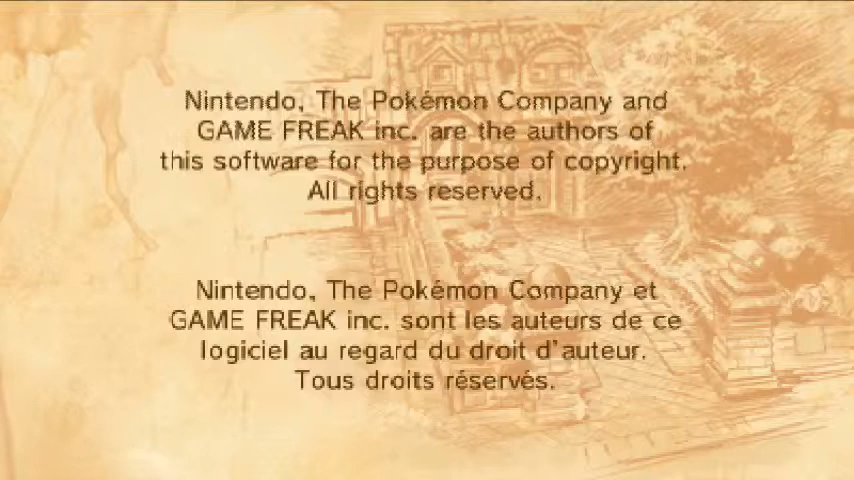 Nintendo, The Pokémon Company and
GAME FREAK inc. are the authors of
this software for the purpose of copyright.
All rights reserved.
Nintendo, The Pokémon Company et
GAME FREAK inc. sont les auteurs de ce
logiciel au regard du droit d'auteur.
Tous droits réservés.